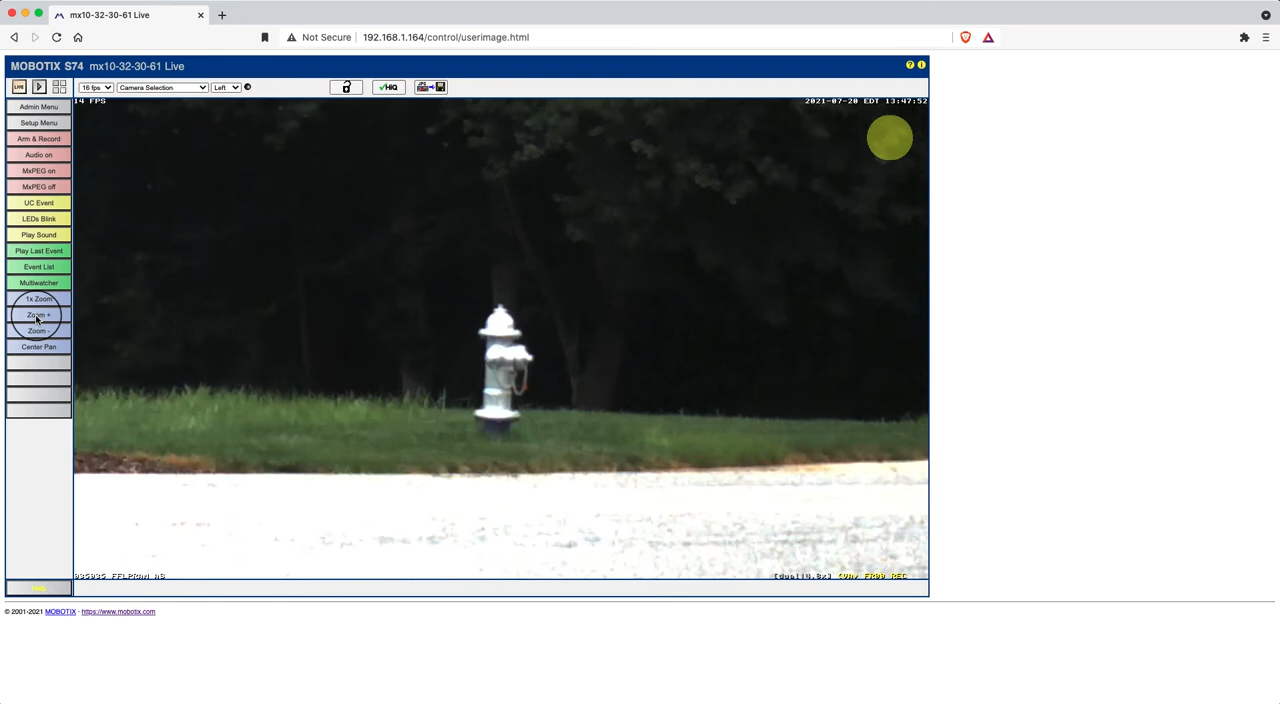 mx10-32-30-61 Live
Not Secure
192.168.1.164/control/userimage.html
MOBOTIX S74 mx10-32-30-61 Live
LIVE
16 fps
Camera Selection
Left
HiQ
14 FPS
2021-07-20 EDT 13:47:52
Admin Menu
Setup Menu
Arm & Record
Audio on
MxPEG on
MxPEG off
UC Event
LEDs Blink
Play Sound
Play Last Event
Event List
Multiwatcher
1x Zoom
Zoom +
Zoom -
Center Pan
© 2001-2021 MOBOTIX · https://www.mobotix.com